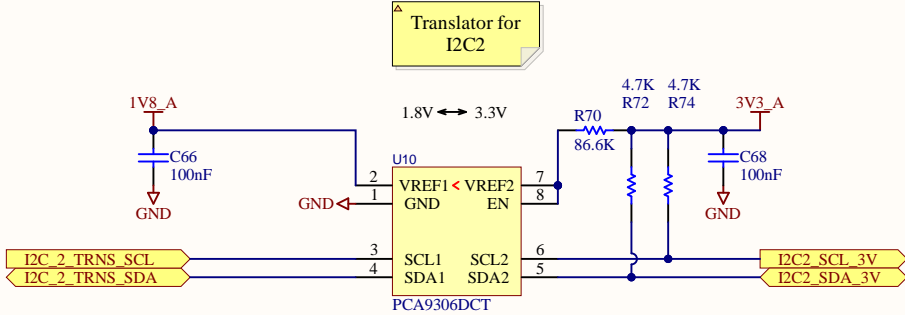 Translator for
I2C2
4.7K 4.7K
R72 R74
1V8_A
1.8V 3.3V
R70
3V3_A
86.6K
C66
100nF
C68
100nF
U10
2 VREF1 < VREF2 7
GND 1 GND EN 8
GND
GND
I2C_2_TRNS_SCL 3 SCL1 SCL2 6 I2C2_SCL_3V
I2C_2_TRNS_SDA 4 SDA1 SDA2 5 I2C2_SDA_3V
PCA9306DCT